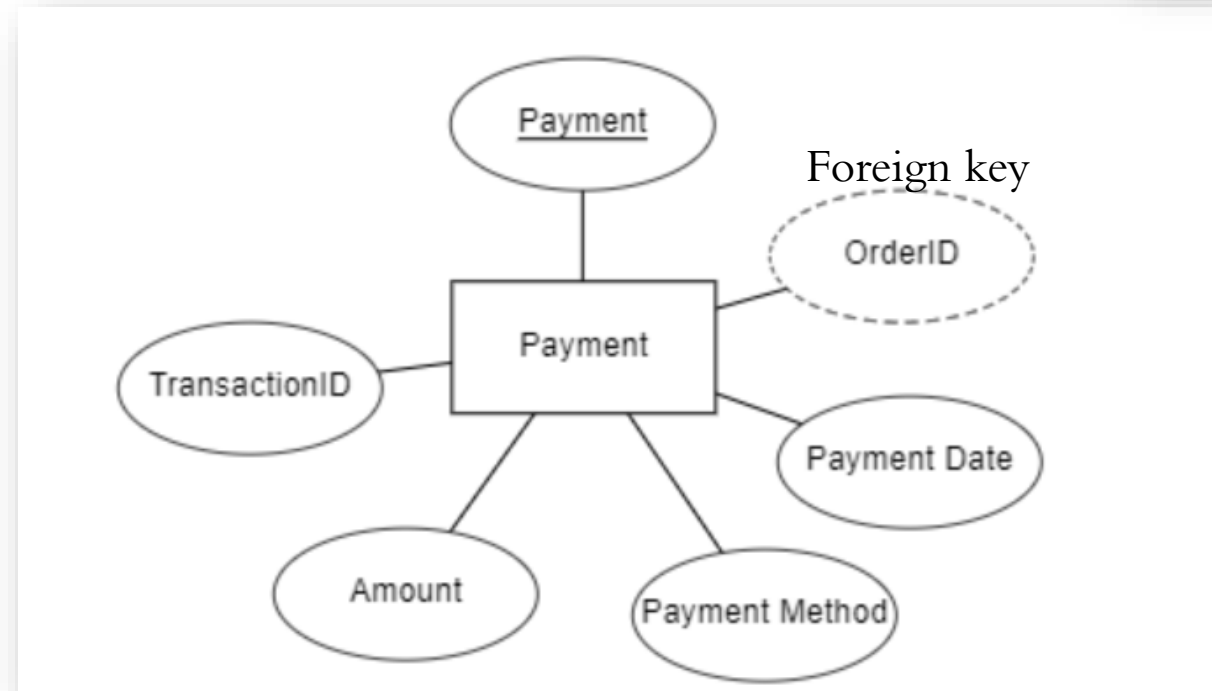 Payment
Foreign key
OrderID
Payment
TransactionID
Payment Date
Amount
Payment Method